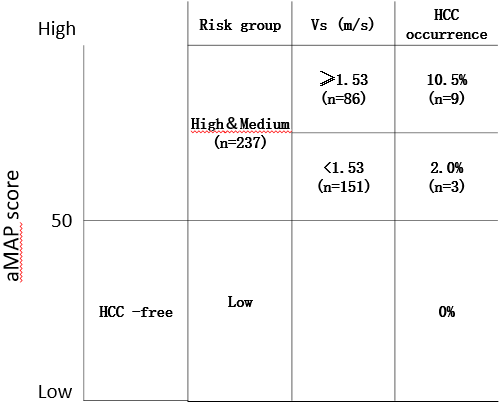 High
Risk group
Vs (m/s)
HCC
occurrence
≥1.53
(n=86)
10.5%
(n=9)
High＆Medium
(n=237)
<1.53
(n=151)
2.0%
(n=3)
aMAP score
50
HCC -free
Low
0%
Low